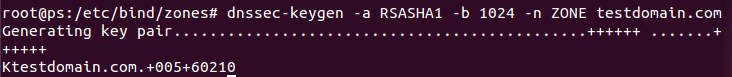 root@ps:/etc/bind/zones# dnssec-keygen -a RSASHA1 -b 1024 -n ZONE testdomain.com
Generating key pair.............................................++++++ .......+
+++++
Ktestdomain.com.+005+60210